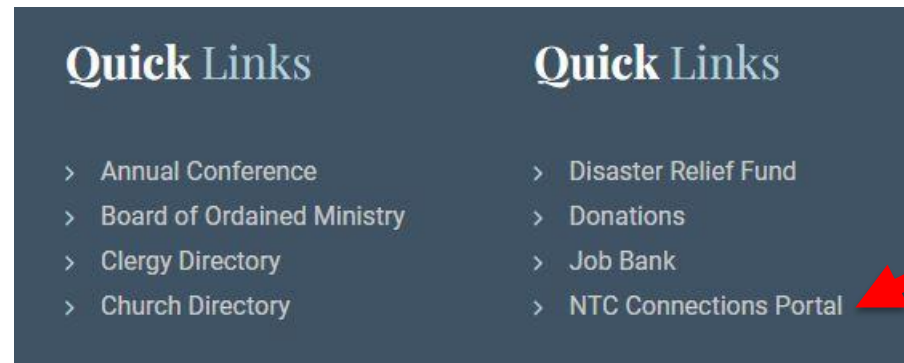 Quick Links
Annual Conference
Board of Ordained Ministry
Clergy Directory
Church Directory
Quick Links
Disaster Relief Fund
Donations
Job Bank
NTC Connections Portal